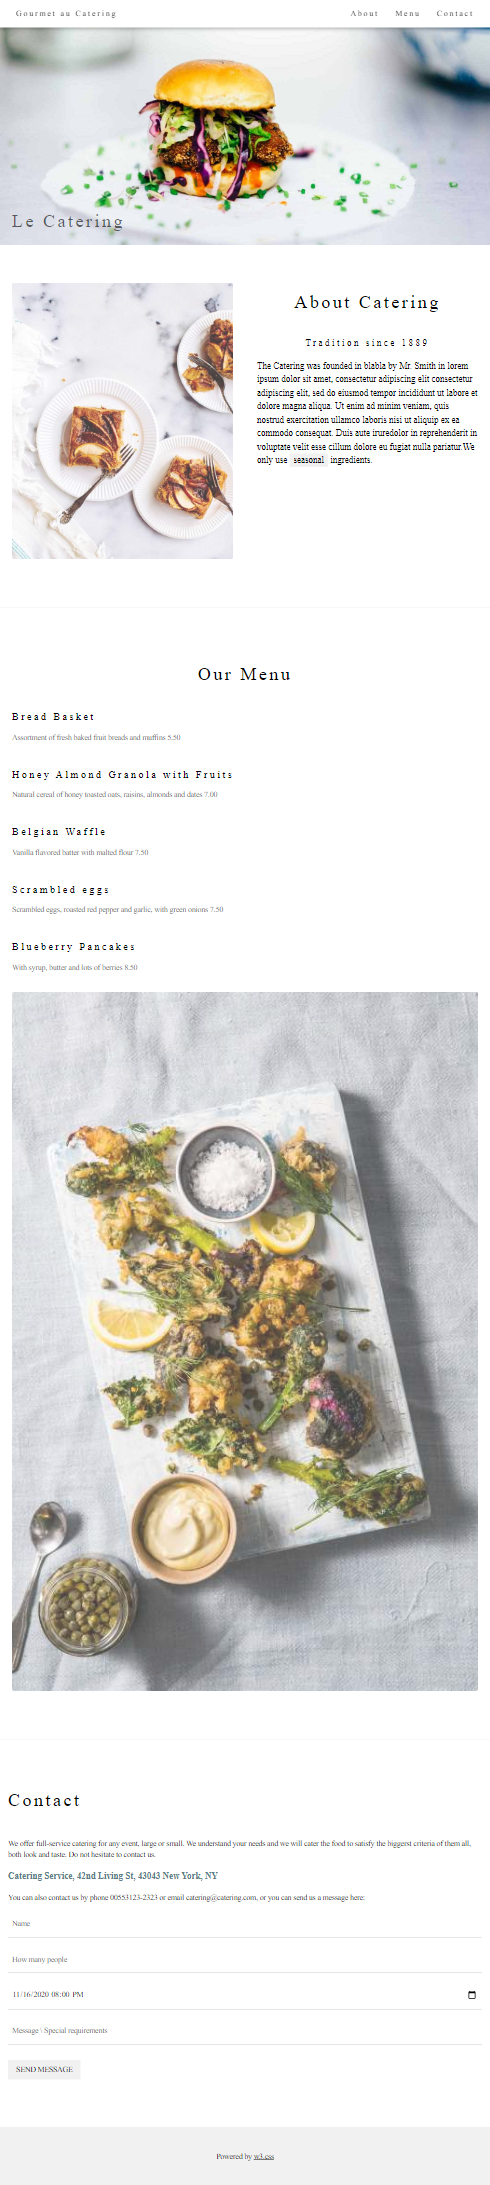 Gourmet au Catering
About Menu Contact
Le Catering
About Catering
Tradition since 1889
The Catering was founded in blabla by Mr. Smith in lorem
ipsum dolor sit amet, consectetur adipiscing elit consectetur
adipiscing elit, sed do eiusmod tempor incididunt ut labore et
dolore magna aliqua. Ut enim ad minim veniam, quis
nostrud exercitation ullamco laboris nisi ut aliquip ex ea
commodo consequat. Duis aute iruredolor in reprehenderit in
voluptate velit esse cillum dolore eu fugiat nulla pariatur.We
only use seasonal ingredients.
Our Menu
Bread Basket
Assortment of fresh baked fruit breads and muffins 5.50
Honey Almond Granola with Fruits
Natural cereal of honey toasted oats, raisins, almonds and dates 7.00
Belgian Waffle
Vanilla flavored batter with malted flour 7.50
Scrambled eggs
Scrambled eggs, roasted red pepper and garlic, with green onions 7.50
Blueberry Pancakes
With syrup, butter and lots of berries 8.50
Contact
We offer full-service catering for any event, large or small. We understand your needs and we will cater the food to satisfy the biggerst criteria of them all,
both look and taste. Do not hesitate to contact us.
Catering Service, 42nd Living St, 43043 New York, NY
You can also contact us by phone 00553123-2323 or email catering@catering.com, or you can send us a message here:
Name
How many people
11/16/2020 08:00 PM
Message \ Special requirements
SEND MESSAGE
Powered by w3.css